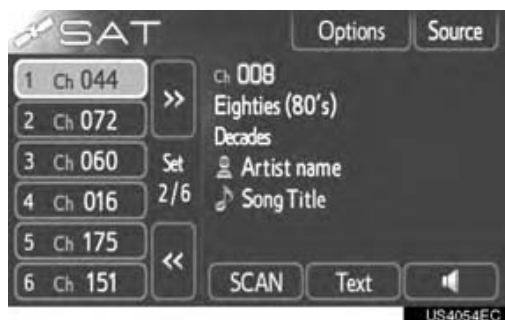 SAT
Options
Source
1 Ch 044
2 Ch 072
3 Ch 060
4 Ch 016
5 Ch 175
6 Ch 151
>>
Set
2/6
<<
Ch 008
Eighties (80's)
Decades
Artist name
Song Title
SCAN
Text
US4054EC